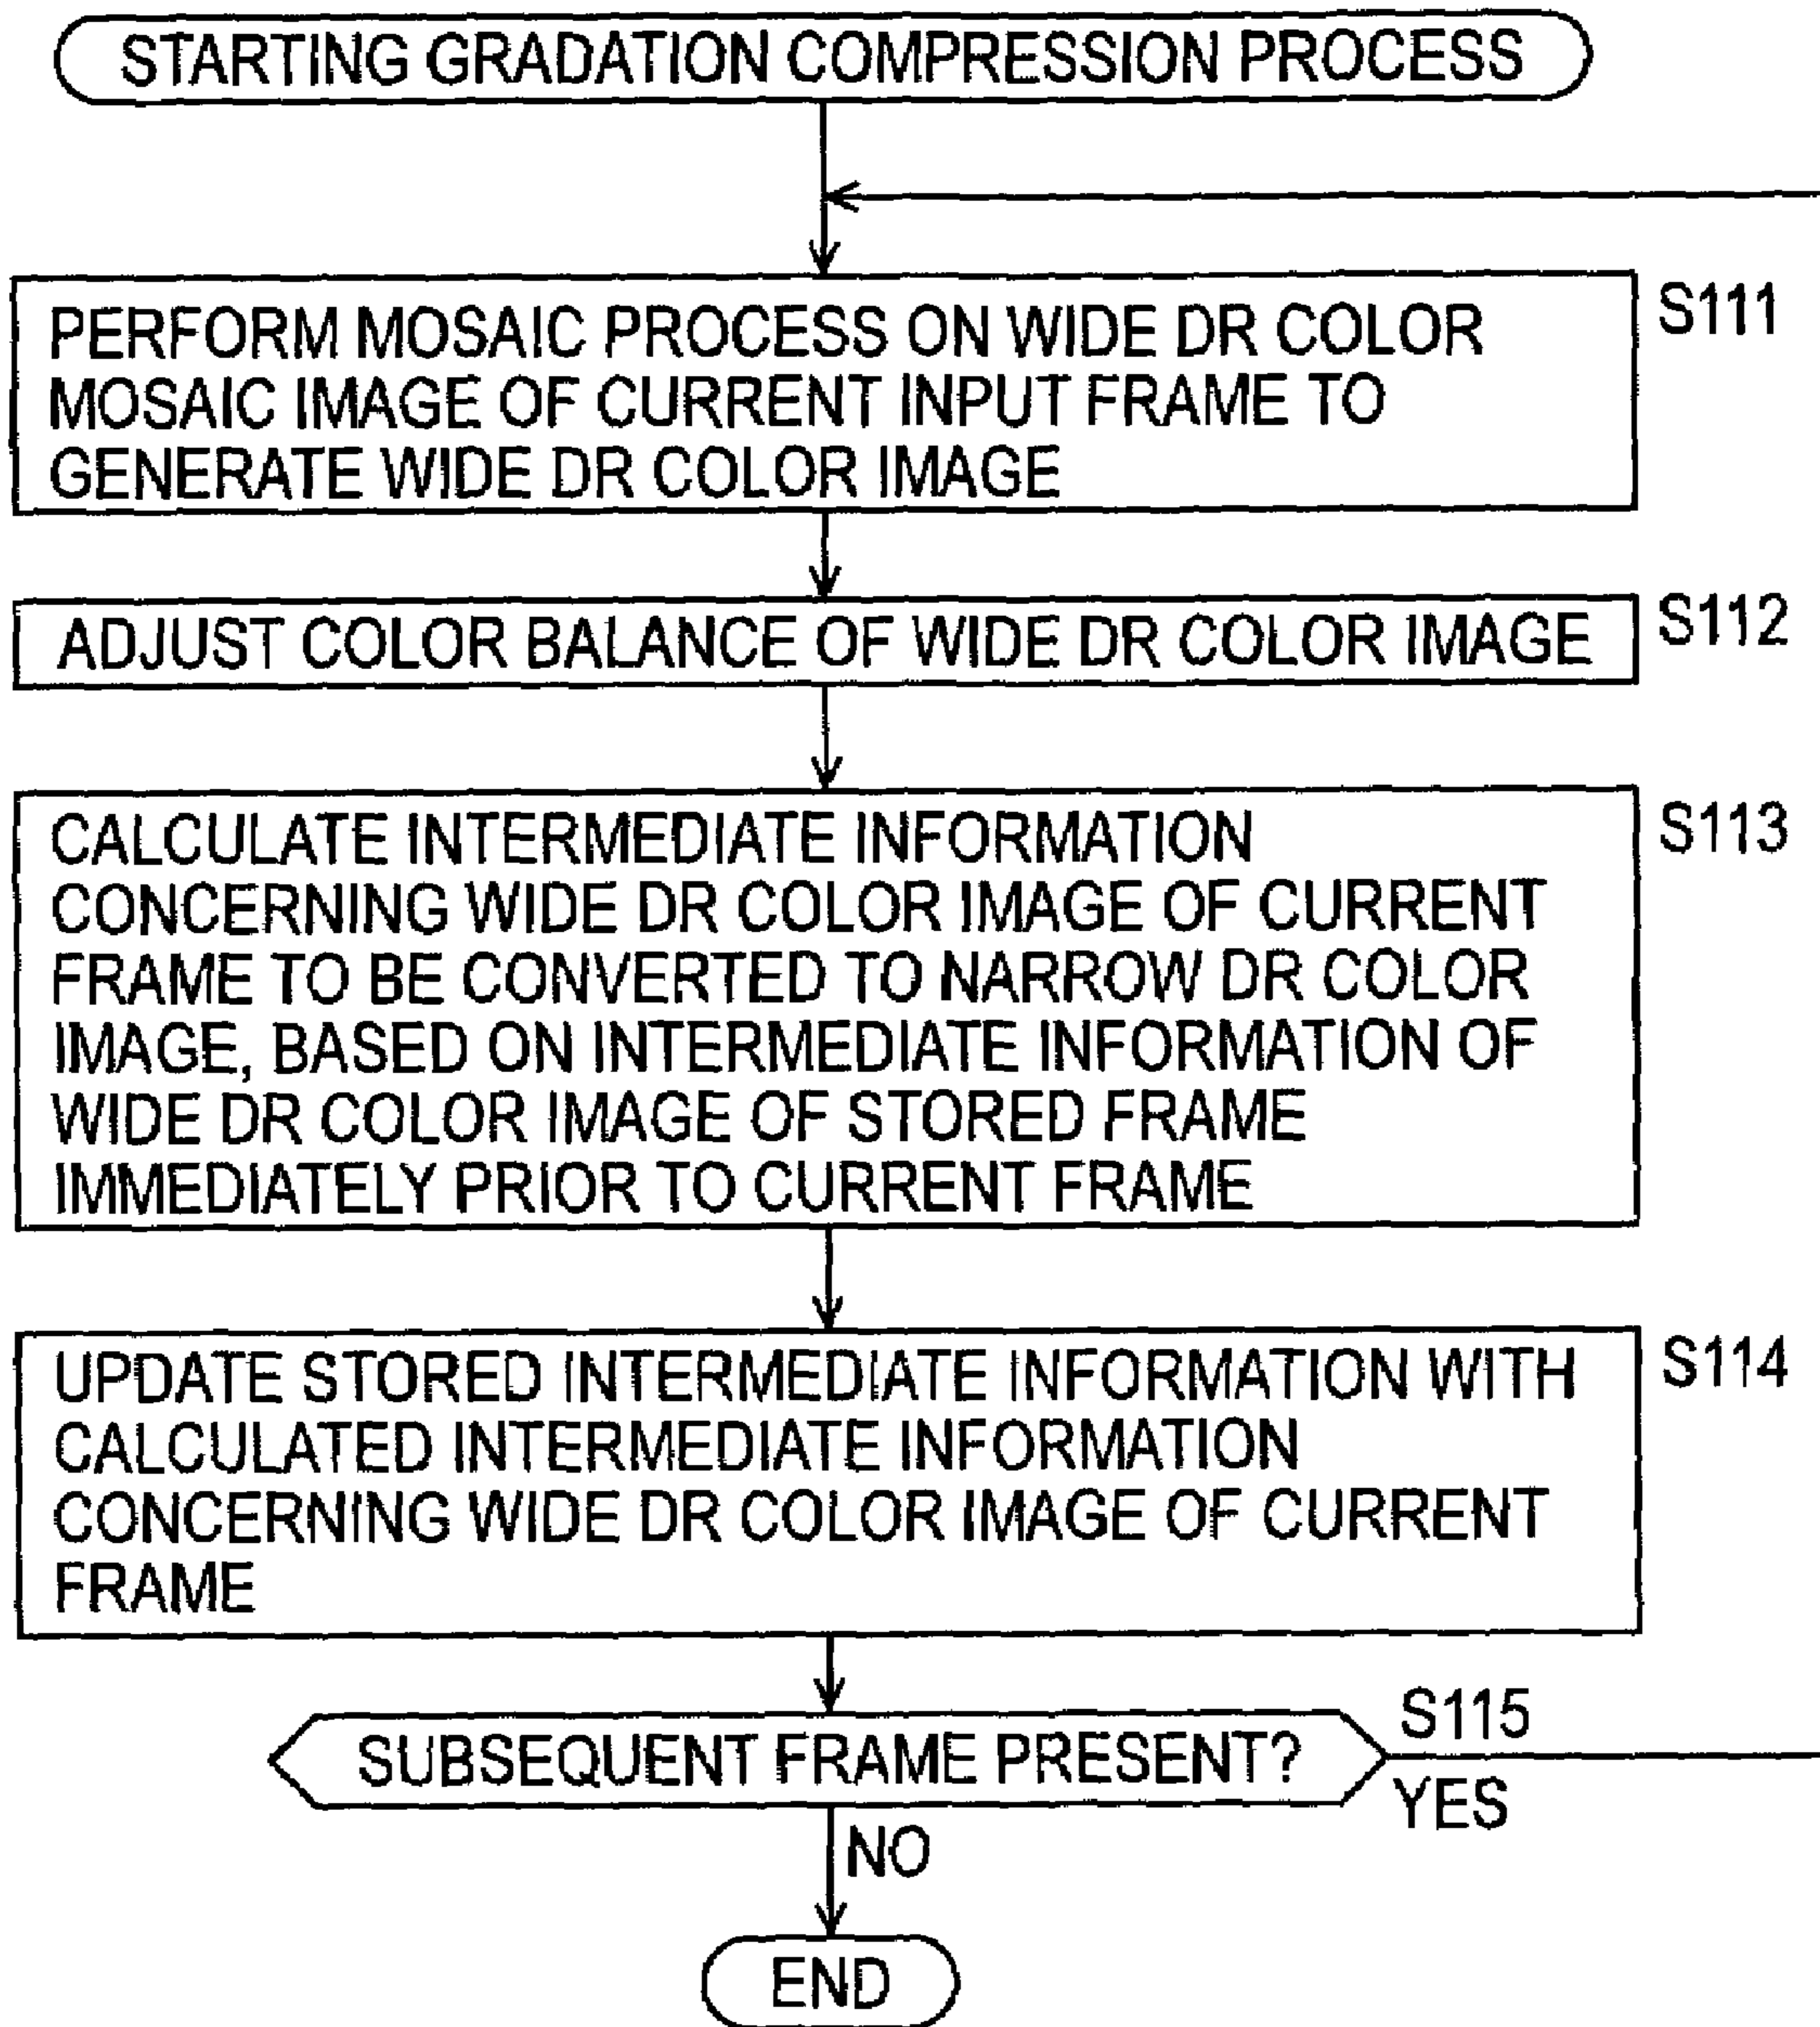 STARTING GRADATION COMPRESSION PROCESS
PERFORM MOSAIC PROCESS ON WIDE DR COLOR
MOSAIC IMAGE OF CURRENT INPUT FRAME TO
GENERATE WIDE DR COLOR IMAGE
S111
ADJUST COLOR BALANCE OF WIDE DR COLOR IMAGE
S112
CALCULATE INTERMEDIATE INFORMATION
CONCERNING WIDE DR COLOR IMAGE OF CURRENT
FRAME TO BE CONVERTED TO NARROW DR COLOR
IMAGE, BASED ON INTERMEDIATE INFORMATION OF
WIDE DR COLOR IMAGE OF STORED FRAME
IMMEDIATELY PRIOR TO CURRENT FRAME
S113
UPDATE STORED INTERMEDIATE INFORMATION WITH
CALCULATED INTERMEDIATE INFORMATION
CONCERNING WIDE DR COLOR IMAGE OF CURRENT
FRAME
S114
SUBSEQUENT FRAME PRESENT?
S115
YES
NO
END